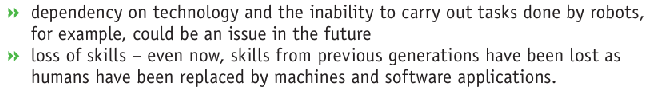 » dependency on technology and the inability to carry out tasks done by robots,
for example, could be an issue in the future
» loss of skills – even now, skills from previous generations have been lost as
humans have been replaced by machines and software applications.